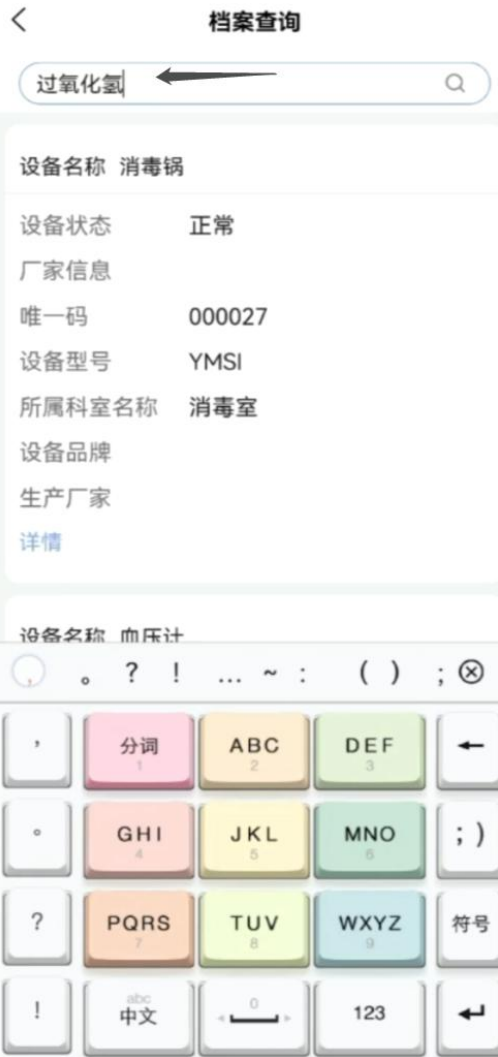 档案查询
过氧化氢
设备名称 消毒锅
设备状态 正常
厂家信息
唯一码 000027
设备型号 YMSI
所属科室名称 消毒室
设备品牌
生产厂家
详情
设备名称 血压计
, 。 ? ! … ~ : ( ) ;
, 分词 1 ABC 2 DEF 3
。 GHI 4 JKL 5 MNO 6 ; )
? PQRS 7 TUV 8 WXYZ 9 符号
! abc 中文 0 123